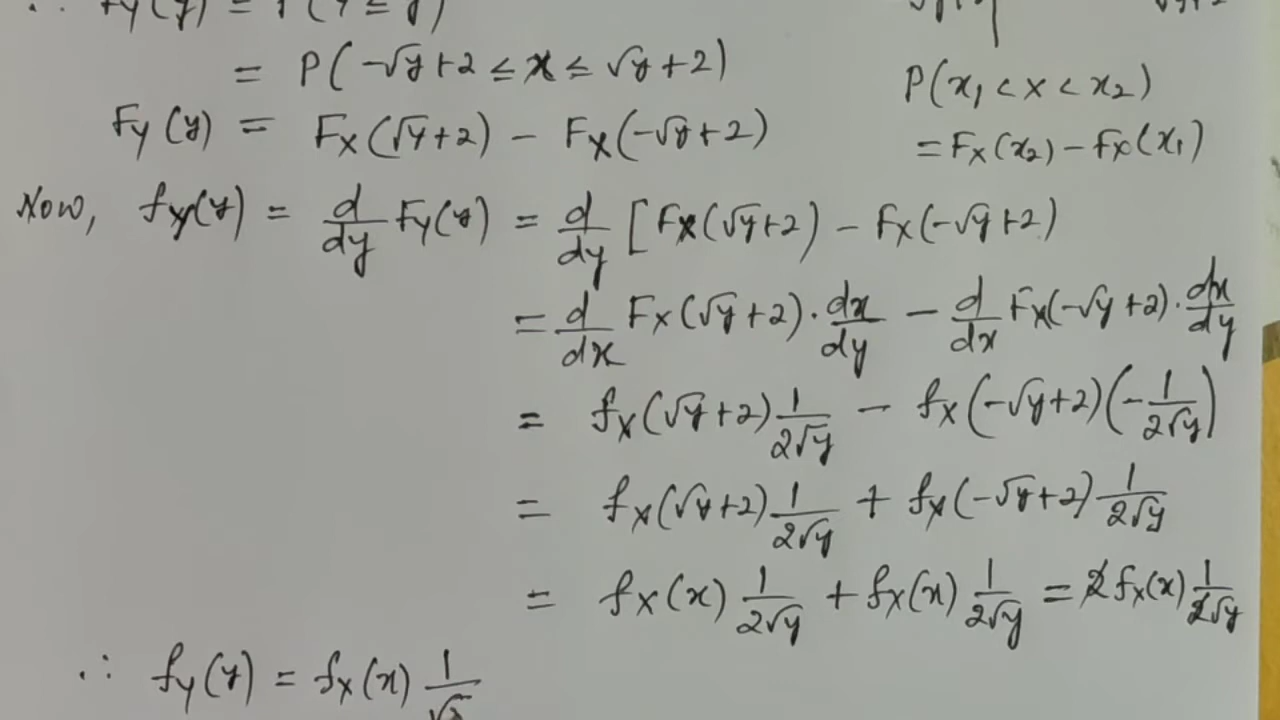 ∴ Fy(y) = P(Y ≤ y)
= P(-√y+2 ≤ x ≤ √y+2)
P(x₁ < x < x₂)
Fy(y) = Fx(√y+2) - Fx(-√y+2)
= Fx(x₂) - Fx(x₁)
Now, fy(y) = d/dy Fy(y) = d/dy [Fx(√y+2) - Fx(-√y+2)
= d/dx Fx(√y+2) · dx/dy - d/dx Fx(-√y+2) · dx/dy
= fx(√y+2) 1/2√y - fx(-√y+2)(-1/2√y)
= fx(√y+2) 1/2√y + fx(-√y+2) 1/2√y
= fx(x) 1/2√y + fx(x) 1/2√y = 2 fx(x) 1/2√y
∴ fy(y) = fx(x) 1/√